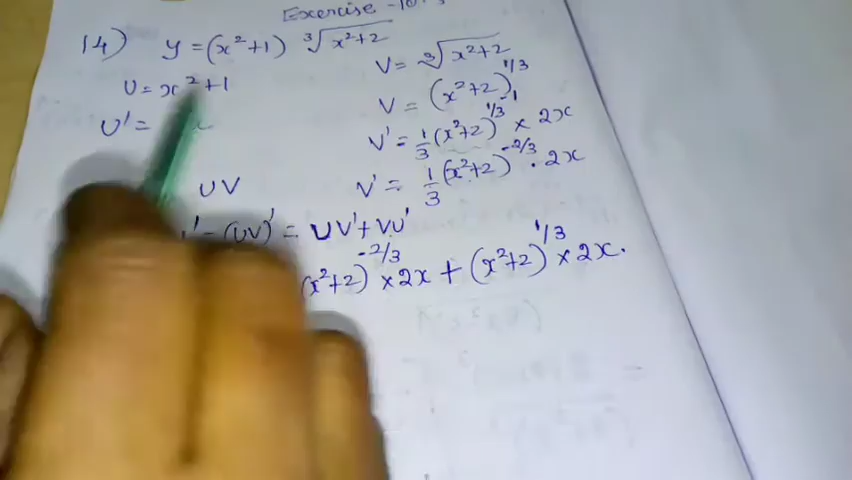 Exercise - 10.
14) y = (x²+1) ∛(x²+2)
U = x²+1
V = ∛(x²+2)
V = (x²+2)^1/3
U' =
V' = 1/3 (x²+2)^1/3-1 × 2x
UV
V' = 1/3 (x²+2)^-2/3 . 2x
(UV)' = UV' + VU'
(x²+2)^-2/3 × 2x + (x²+2)^1/3 × 2x.